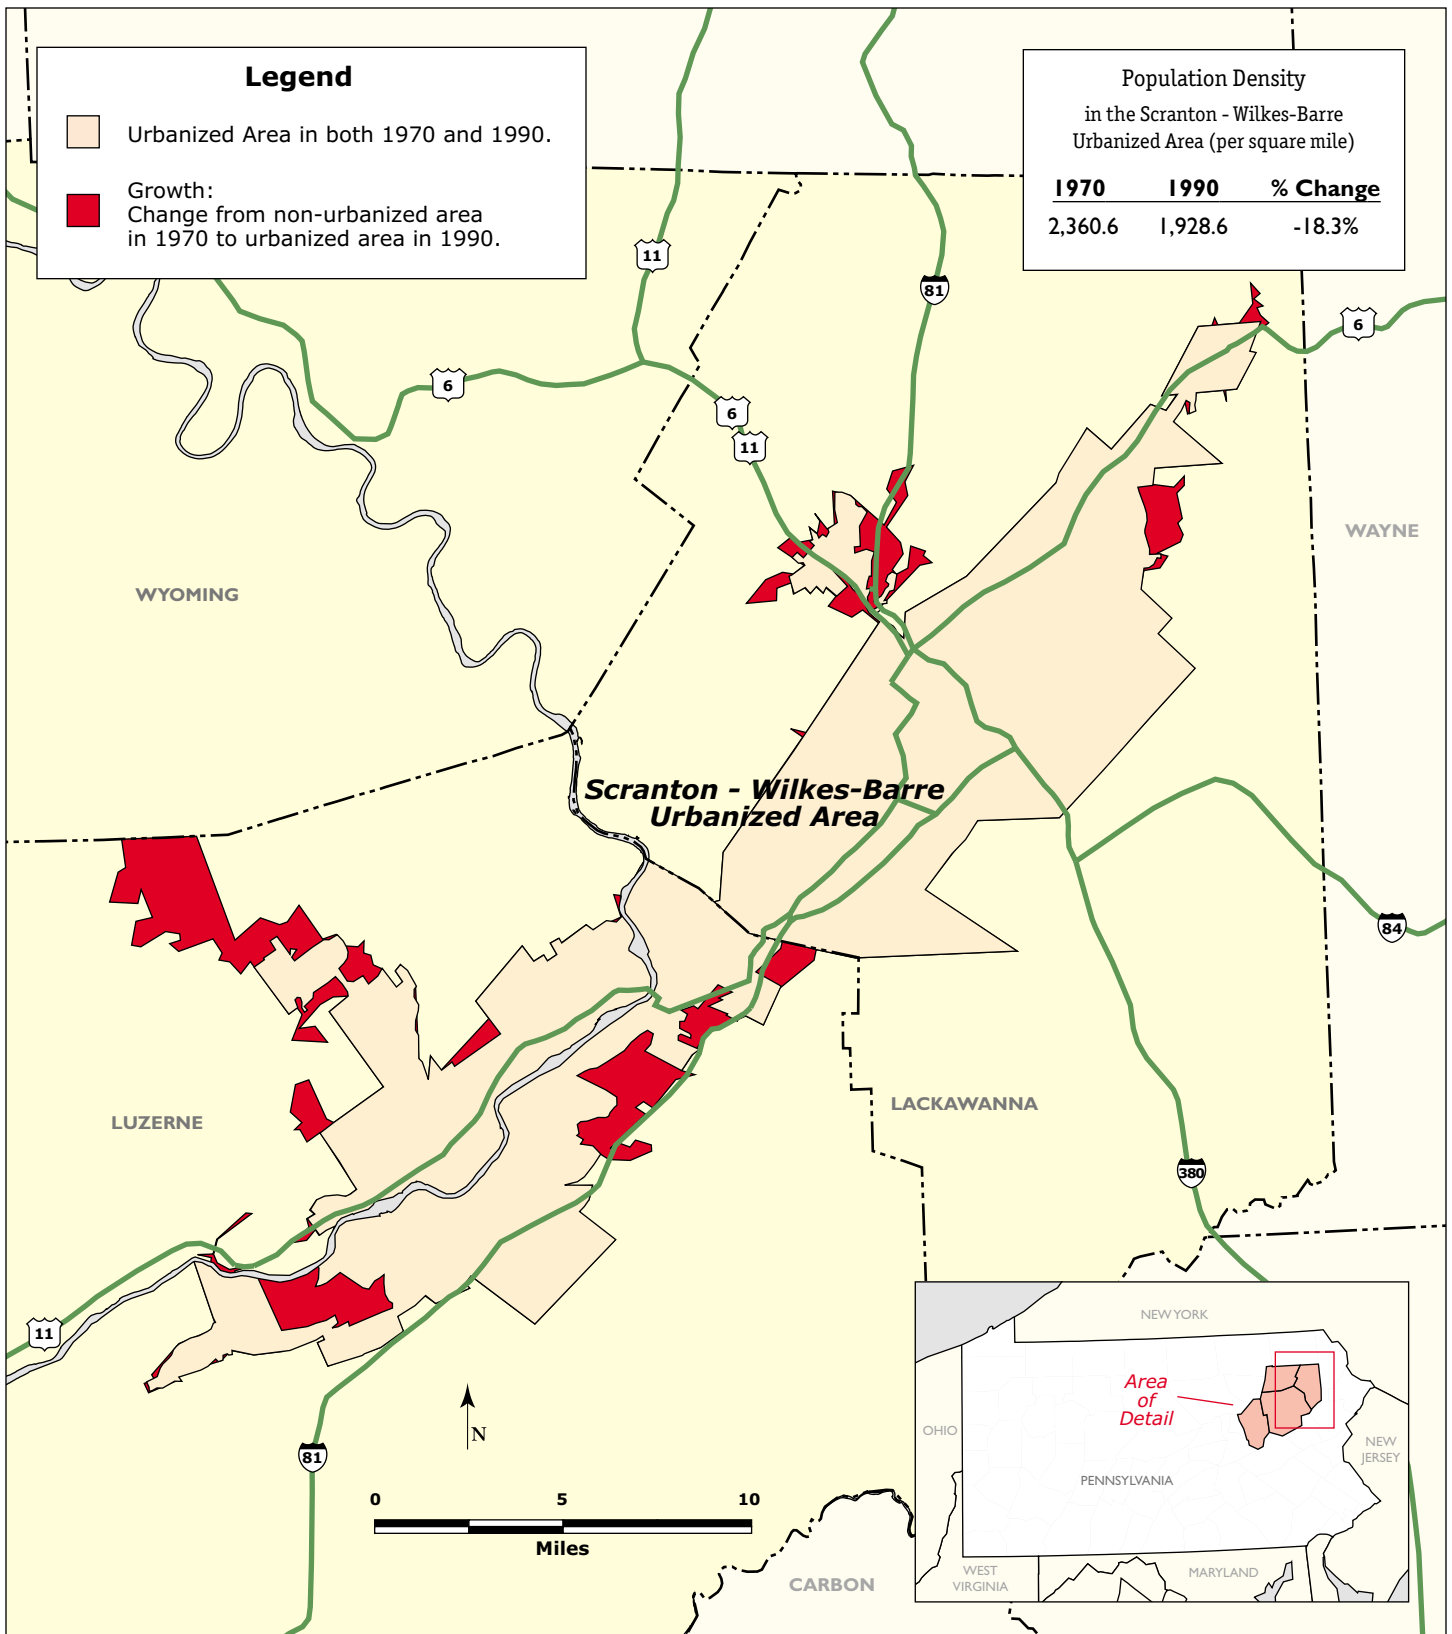 Legend
Urbanized Area in both 1970 and 1990.
Growth:
Change from non-urbanized area
in 1970 to urbanized area in 1990.
Population Density
in the Scranton - Wilkes-Barre
Urbanized Area (per square mile)
1970 1990 % Change
2,360.6 1,928.6 -18.3%
11
81
6
6
6
11
WAYNE
WYOMING
Scranton - Wilkes-Barre
Urbanized Area
84
LACKAWANNA
LUZERNE
380
11
81
N
0 5 10
Miles
CARBON
NEW YORK
Area
of
Detail
OHIO
NEW
JERSEY
PENNSYLVANIA
WEST
VIRGINIA
MARYLAND